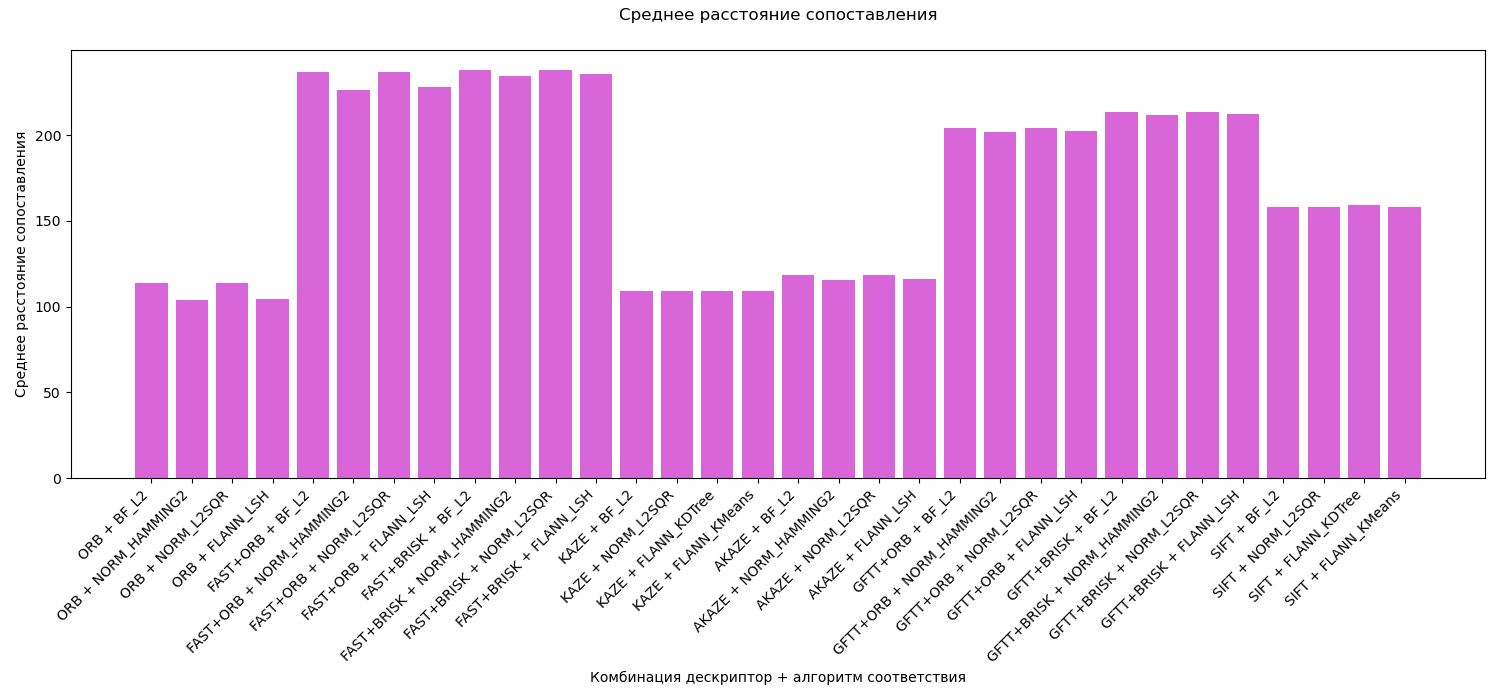 Среднее расстояние сопоставления
Среднее расстояние сопоставления
200
150
100
50
0
ORB + BF_L2
ORB + NORM_HAMMING2
ORB + NORM_L2SQR
ORB + FLANN_LSH
FAST+ORB + BF_L2
FAST+ORB + NORM_HAMMING2
FAST+ORB + NORM_L2SQR
FAST+ORB + FLANN_LSH
FAST+BRISK + BF_L2
FAST+BRISK + NORM_HAMMING2
FAST+BRISK + NORM_L2SQR
FAST+BRISK + FLANN_LSH
KAZE + BF_L2
KAZE + NORM_L2SQR
KAZE + FLANN_KDTree
KAZE + FLANN_KMeans
AKAZE + BF_L2
AKAZE + NORM_HAMMING2
AKAZE + NORM_L2SQR
AKAZE + FLANN_LSH
GFTT+ORB + BF_L2
GFTT+ORB + NORM_HAMMING2
GFTT+ORB + NORM_L2SQR
GFTT+ORB + FLANN_LSH
GFTT+BRISK + BF_L2
GFTT+BRISK + NORM_HAMMING2
GFTT+BRISK + NORM_L2SQR
GFTT+BRISK + FLANN_LSH
SIFT + BF_L2
SIFT + NORM_L2SQR
SIFT + FLANN_KDTree
SIFT + FLANN_KMeans
Комбинация дескриптор + алгоритм соответствия